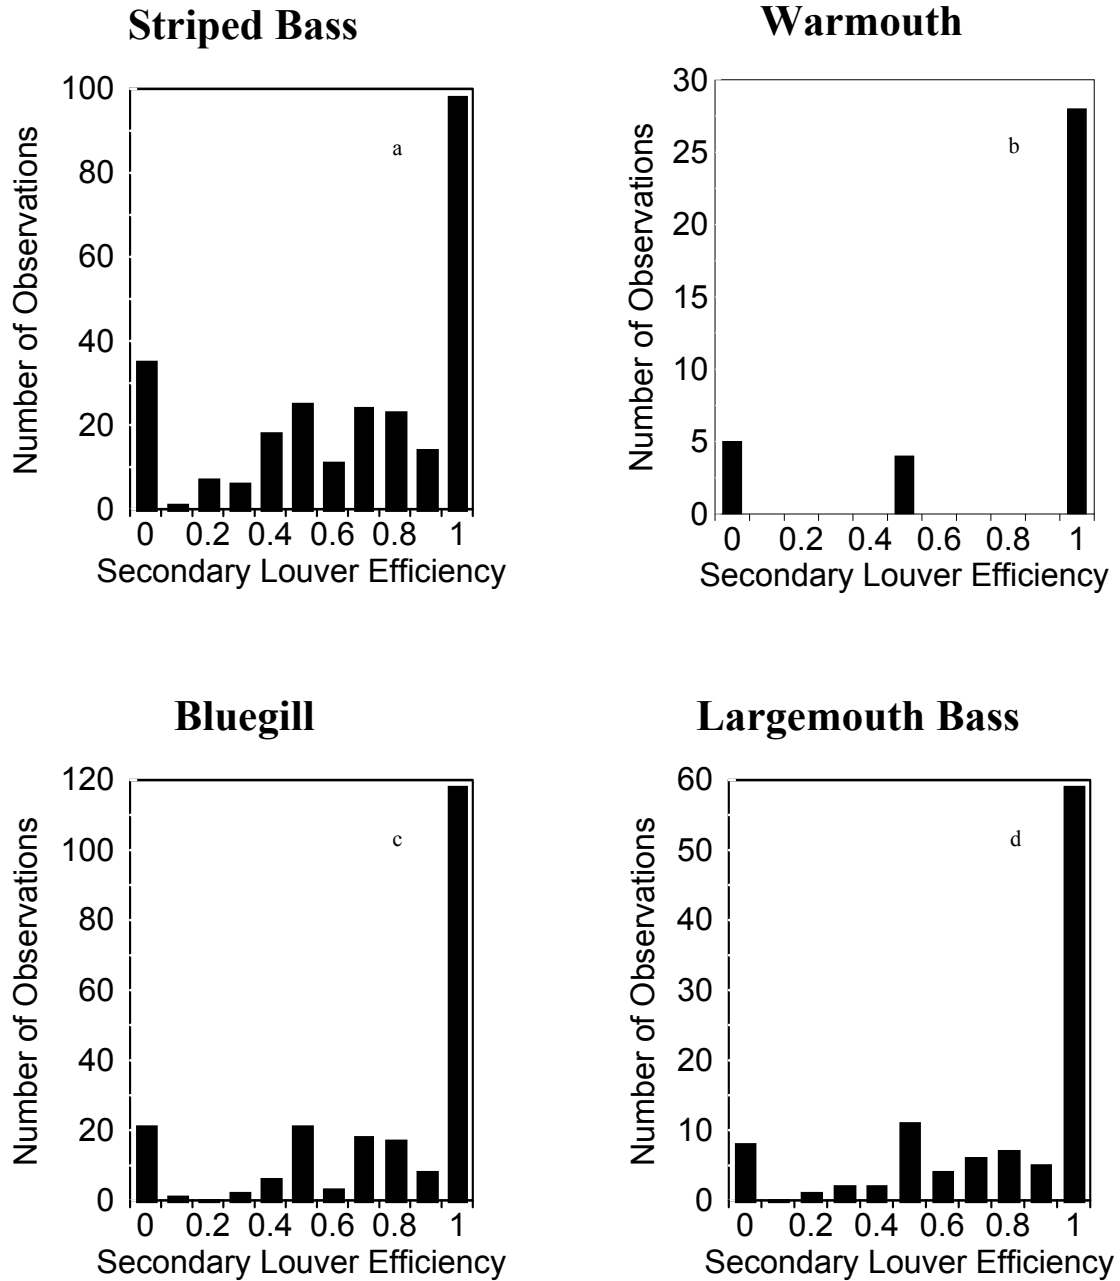 Striped Bass
Number of Observations
100
80
60
40
20
0
a
0 0.2 0.4 0.6 0.8 1
Secondary Louver Efficiency
Warmouth
Number of Observations
30
25
20
15
10
5
0
b
0 0.2 0.4 0.6 0.8 1
Secondary Louver Efficiency
Bluegill
Number of Observations
120
100
80
60
40
20
0
c
0 0.2 0.4 0.6 0.8 1
Secondary Louver Efficiency
Largemouth Bass
Number of Observations
60
50
40
30
20
10
0
d
0 0.2 0.4 0.6 0.8 1
Secondary Louver Efficiency